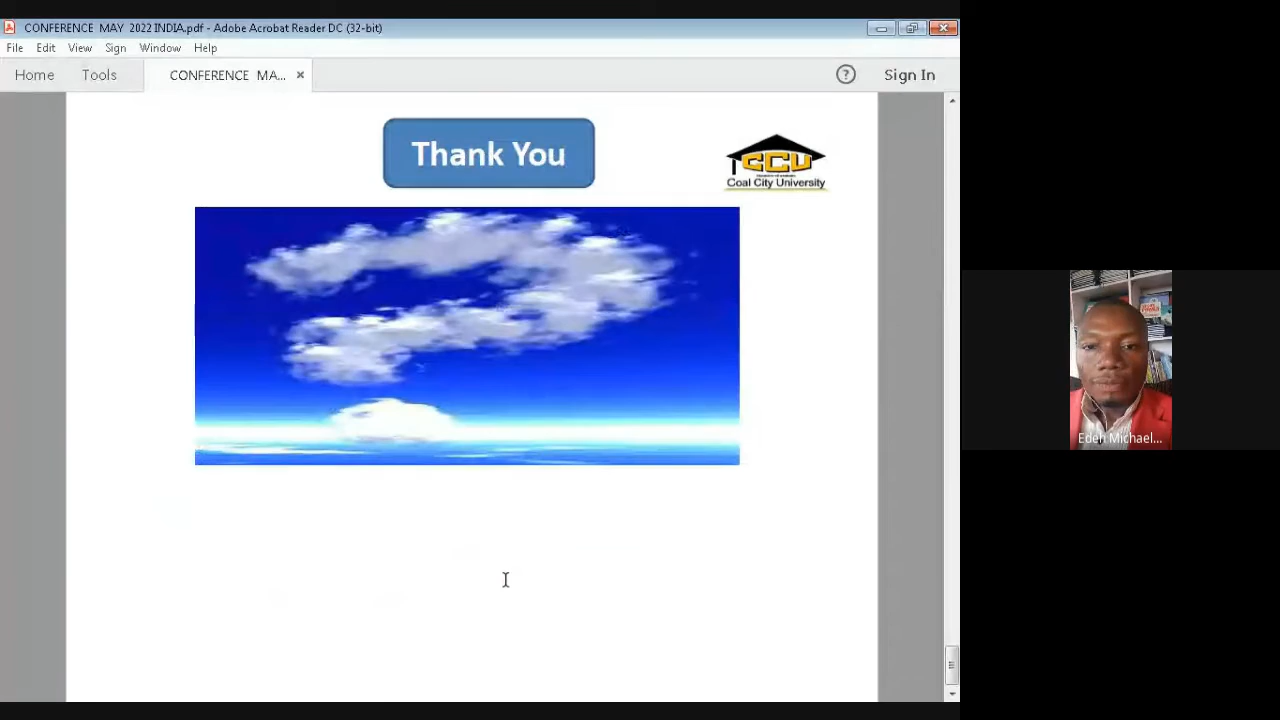 CONFERENCE MAY 2022 INDIA.pdf - Adobe Acrobat Reader DC (32-bit)
File Edit View Sign Window Help
Home Tools CONFERENCE MA... × ? Sign In
Thank You
CCU
Coal City University
Edeh Michael...